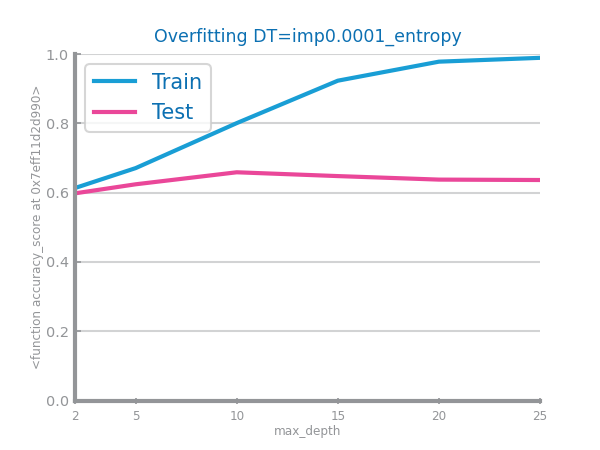 Overfitting DT=imp0.0001_entropy
<function accuracy_score at 0x7eff11d2d990>
1.0
0.8
0.6
0.4
0.2
0.0
Train
Test
2
5
10
15
20
25
max_depth